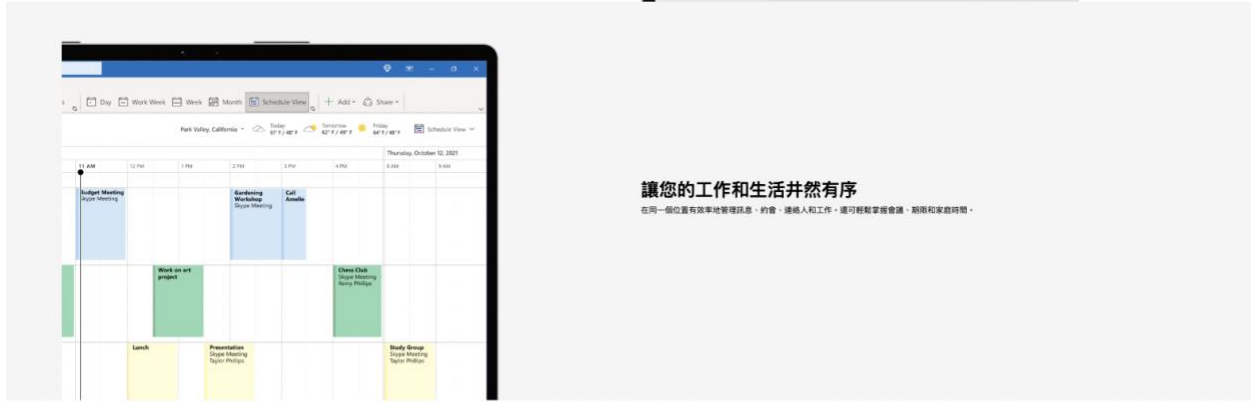 Day Work Week Week Month Schedule View Add Share
Park Valley, California Today Tomorrow Friday Schedule View
Thursday, October 12, 2021
11 AM 12 PM 1 PM 2 PM 3 PM 4 PM 8 AM 9 AM
Budget Meeting
Skype Meeting
Gardening
Workshop
Skype Meeting
Call
Amelie
Work on art
project
Chess Club
Skype Meeting
Remy Phillips
Lunch
Presentation
Skype Meeting
Taylor Phillips
Study Group
Skype Meeting
Taylor Phillips
讓您的工作和生活井然有序
在同一個位置有效率地管理訊息、約會、連絡人和工作。還可輕鬆掌握會議、期限和家庭時間。